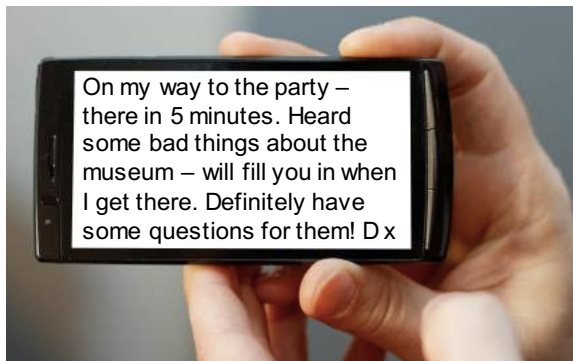 On my way to the party –
there in 5 minutes. Heard
some bad things about the
museum – will fill you in when
I get there. Definitely have
some questions for them! D x